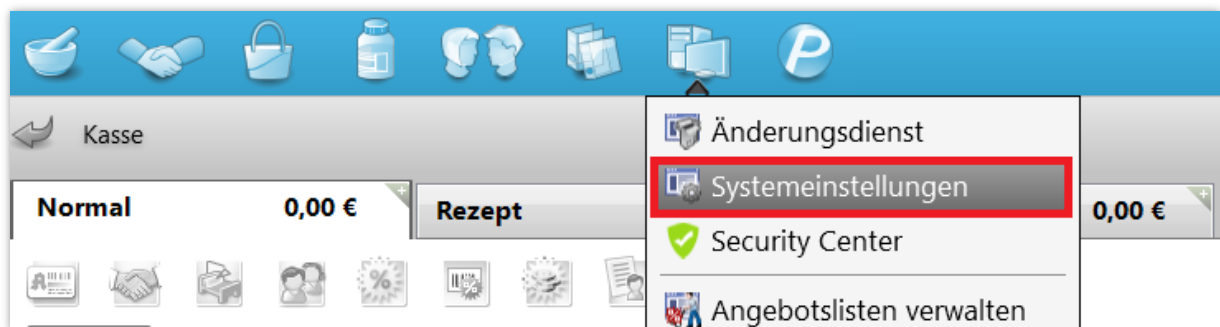 P
Kasse
Änderungsdienst
Systemeinstellungen
Normal 0,00 € Rezept 0,00 €
Security Center
Angebotslisten verwalten